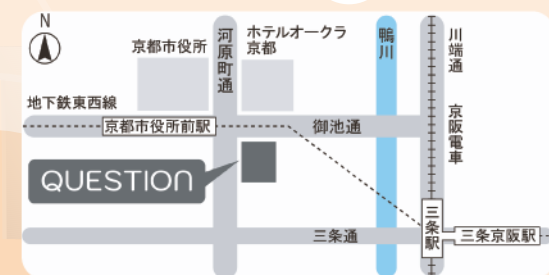 N
京都市役所
河原町通
ホテルオークラ
京都
鴨川
川端通
地下鉄東西線
京都市役所前駅
御池通
京阪電車
QUESTION
三条通
三条駅
三条京阪駅